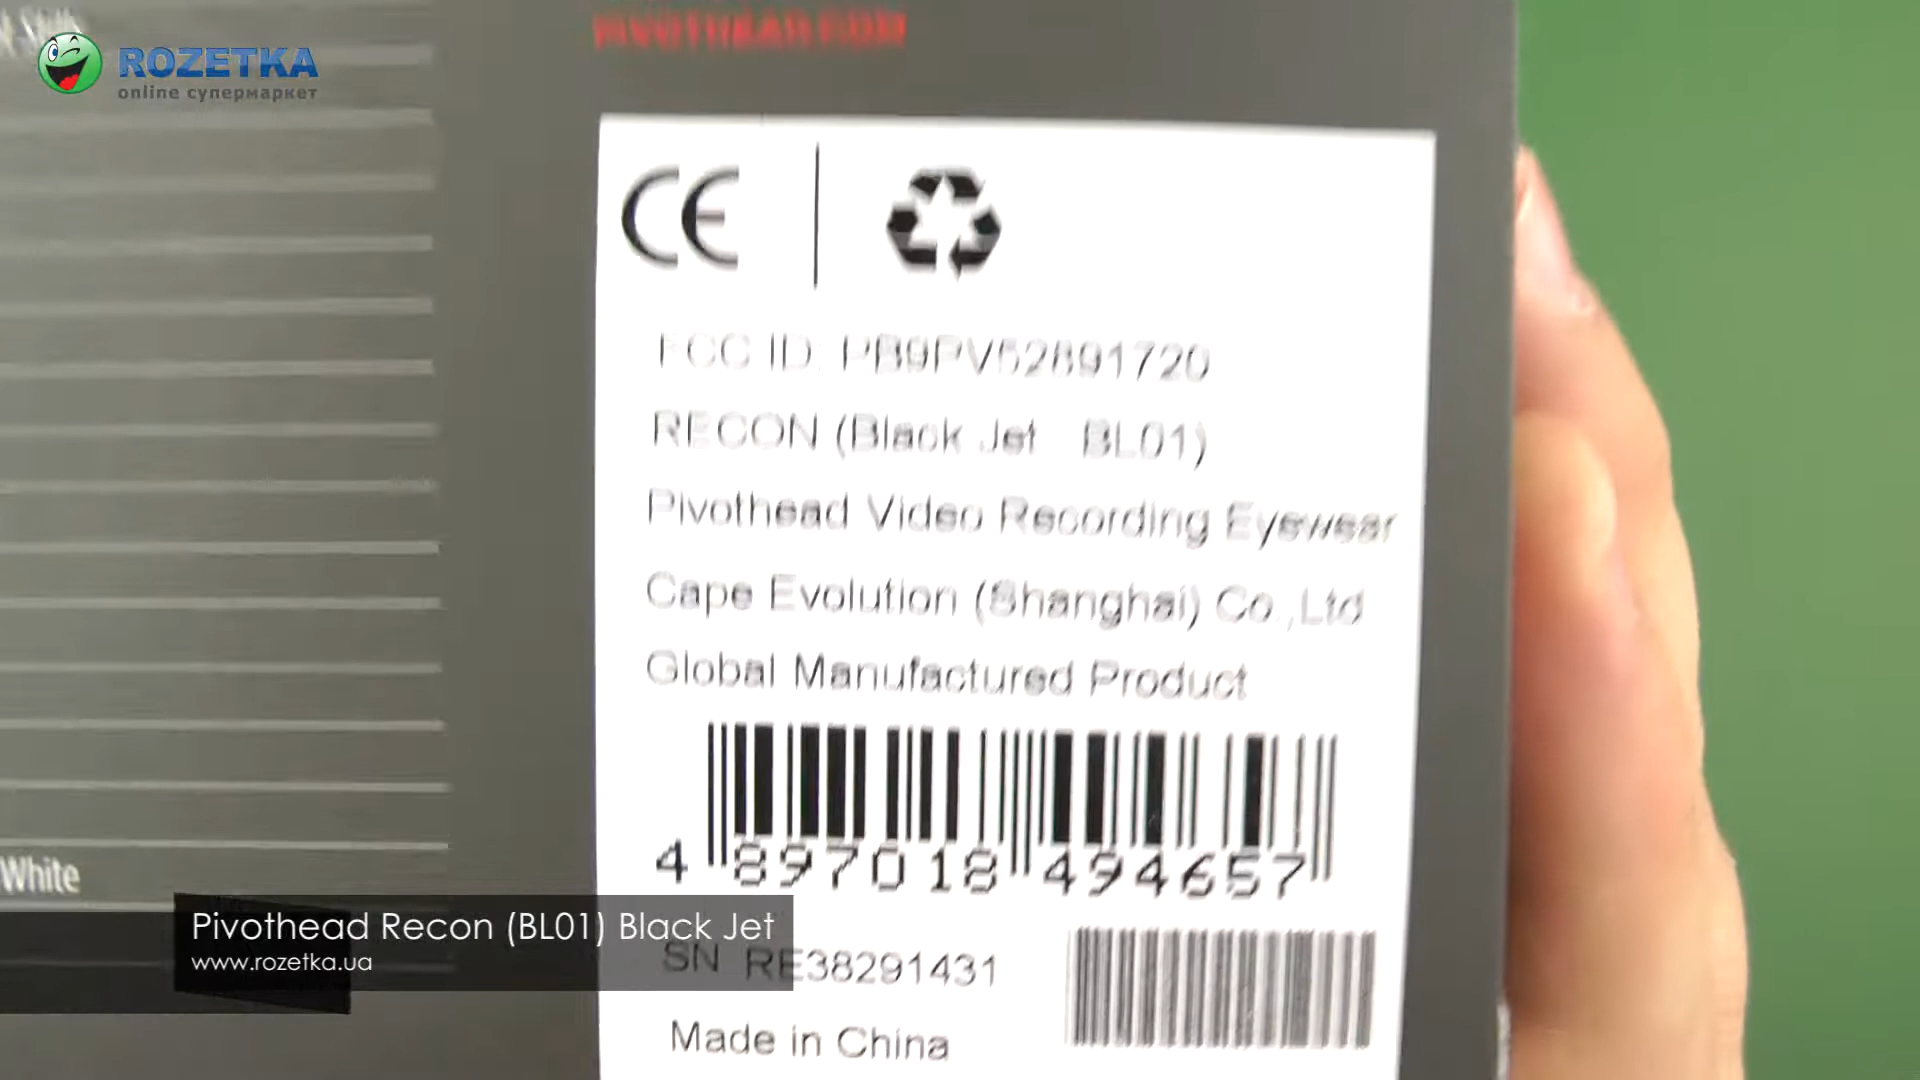 ROZETKA
online супермаркет
PIVOTHEAD.COM
CE
FCC ID: PB9PV52891720
RECON (Black Jet BL01)
Pivothead Video Recording Eyewear
Cape Evolution (Shanghai) Co.,Ltd
Global Manufactured Product
4 897018 494657
White
Pivothead Recon (BL01) Black Jet
www.rozetka.ua
SN RE38291431
Made in China